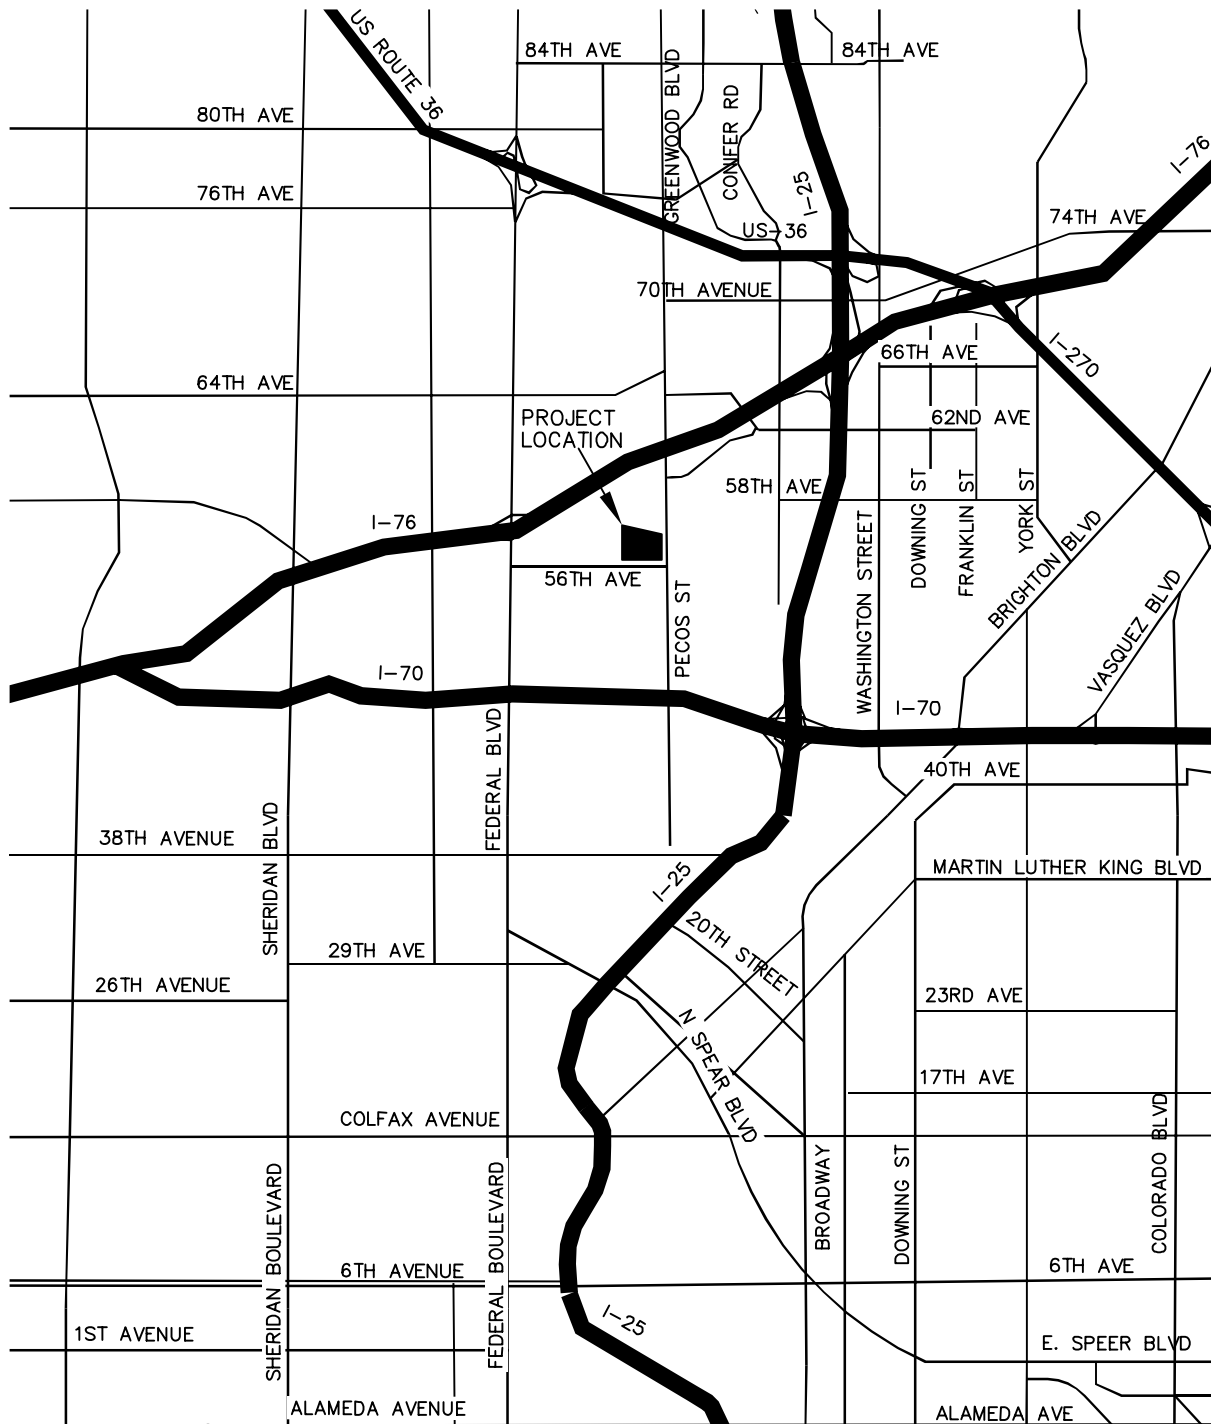 US ROUTE 36
84TH AVE
84TH AVE
GREENWOOD BLVD
CONIFER RD
80TH AVE
I-76
76TH AVE
I-25
74TH AVE
US-36
70TH AVENUE
66TH AVE
I-270
64TH AVE
PROJECT
LOCATION
62ND AVE
58TH AVE
DOWNING ST
FRANKLIN ST
YORK ST
I-76
WASHINGTON STREET
BRIGHTON BLVD
56TH AVE
PECOS ST
VASQUEZ BLVD
I-70
I-70
FEDERAL BLVD
40TH AVE
SHERIDAN BLVD
38TH AVENUE
I-25
MARTIN LUTHER KING BLVD
20TH STREET
29TH AVE
26TH AVENUE
23RD AVE
N SPEAR BLVD
17TH AVE
COLFAX AVENUE
COLORADO BLVD
BROADWAY
DOWNING ST
SHERIDAN BOULEVARD
FEDERAL BOULEVARD
6TH AVENUE
6TH AVE
1ST AVENUE
I-25
E. SPEER BLVD
ALAMEDA AVENUE
ALAMEDA AVE